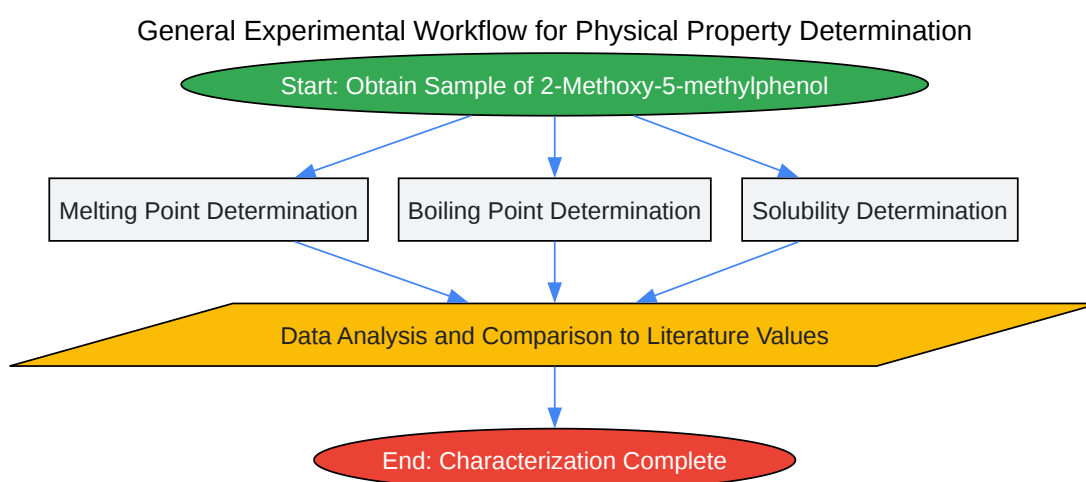 General Experimental Workflow for Physical Property Determination
Start: Obtain Sample of 2-Methoxy-5-methylphenol
Melting Point Determination
Boiling Point Determination
Solubility Determination
Data Analysis and Comparison to Literature Values
End: Characterization Complete